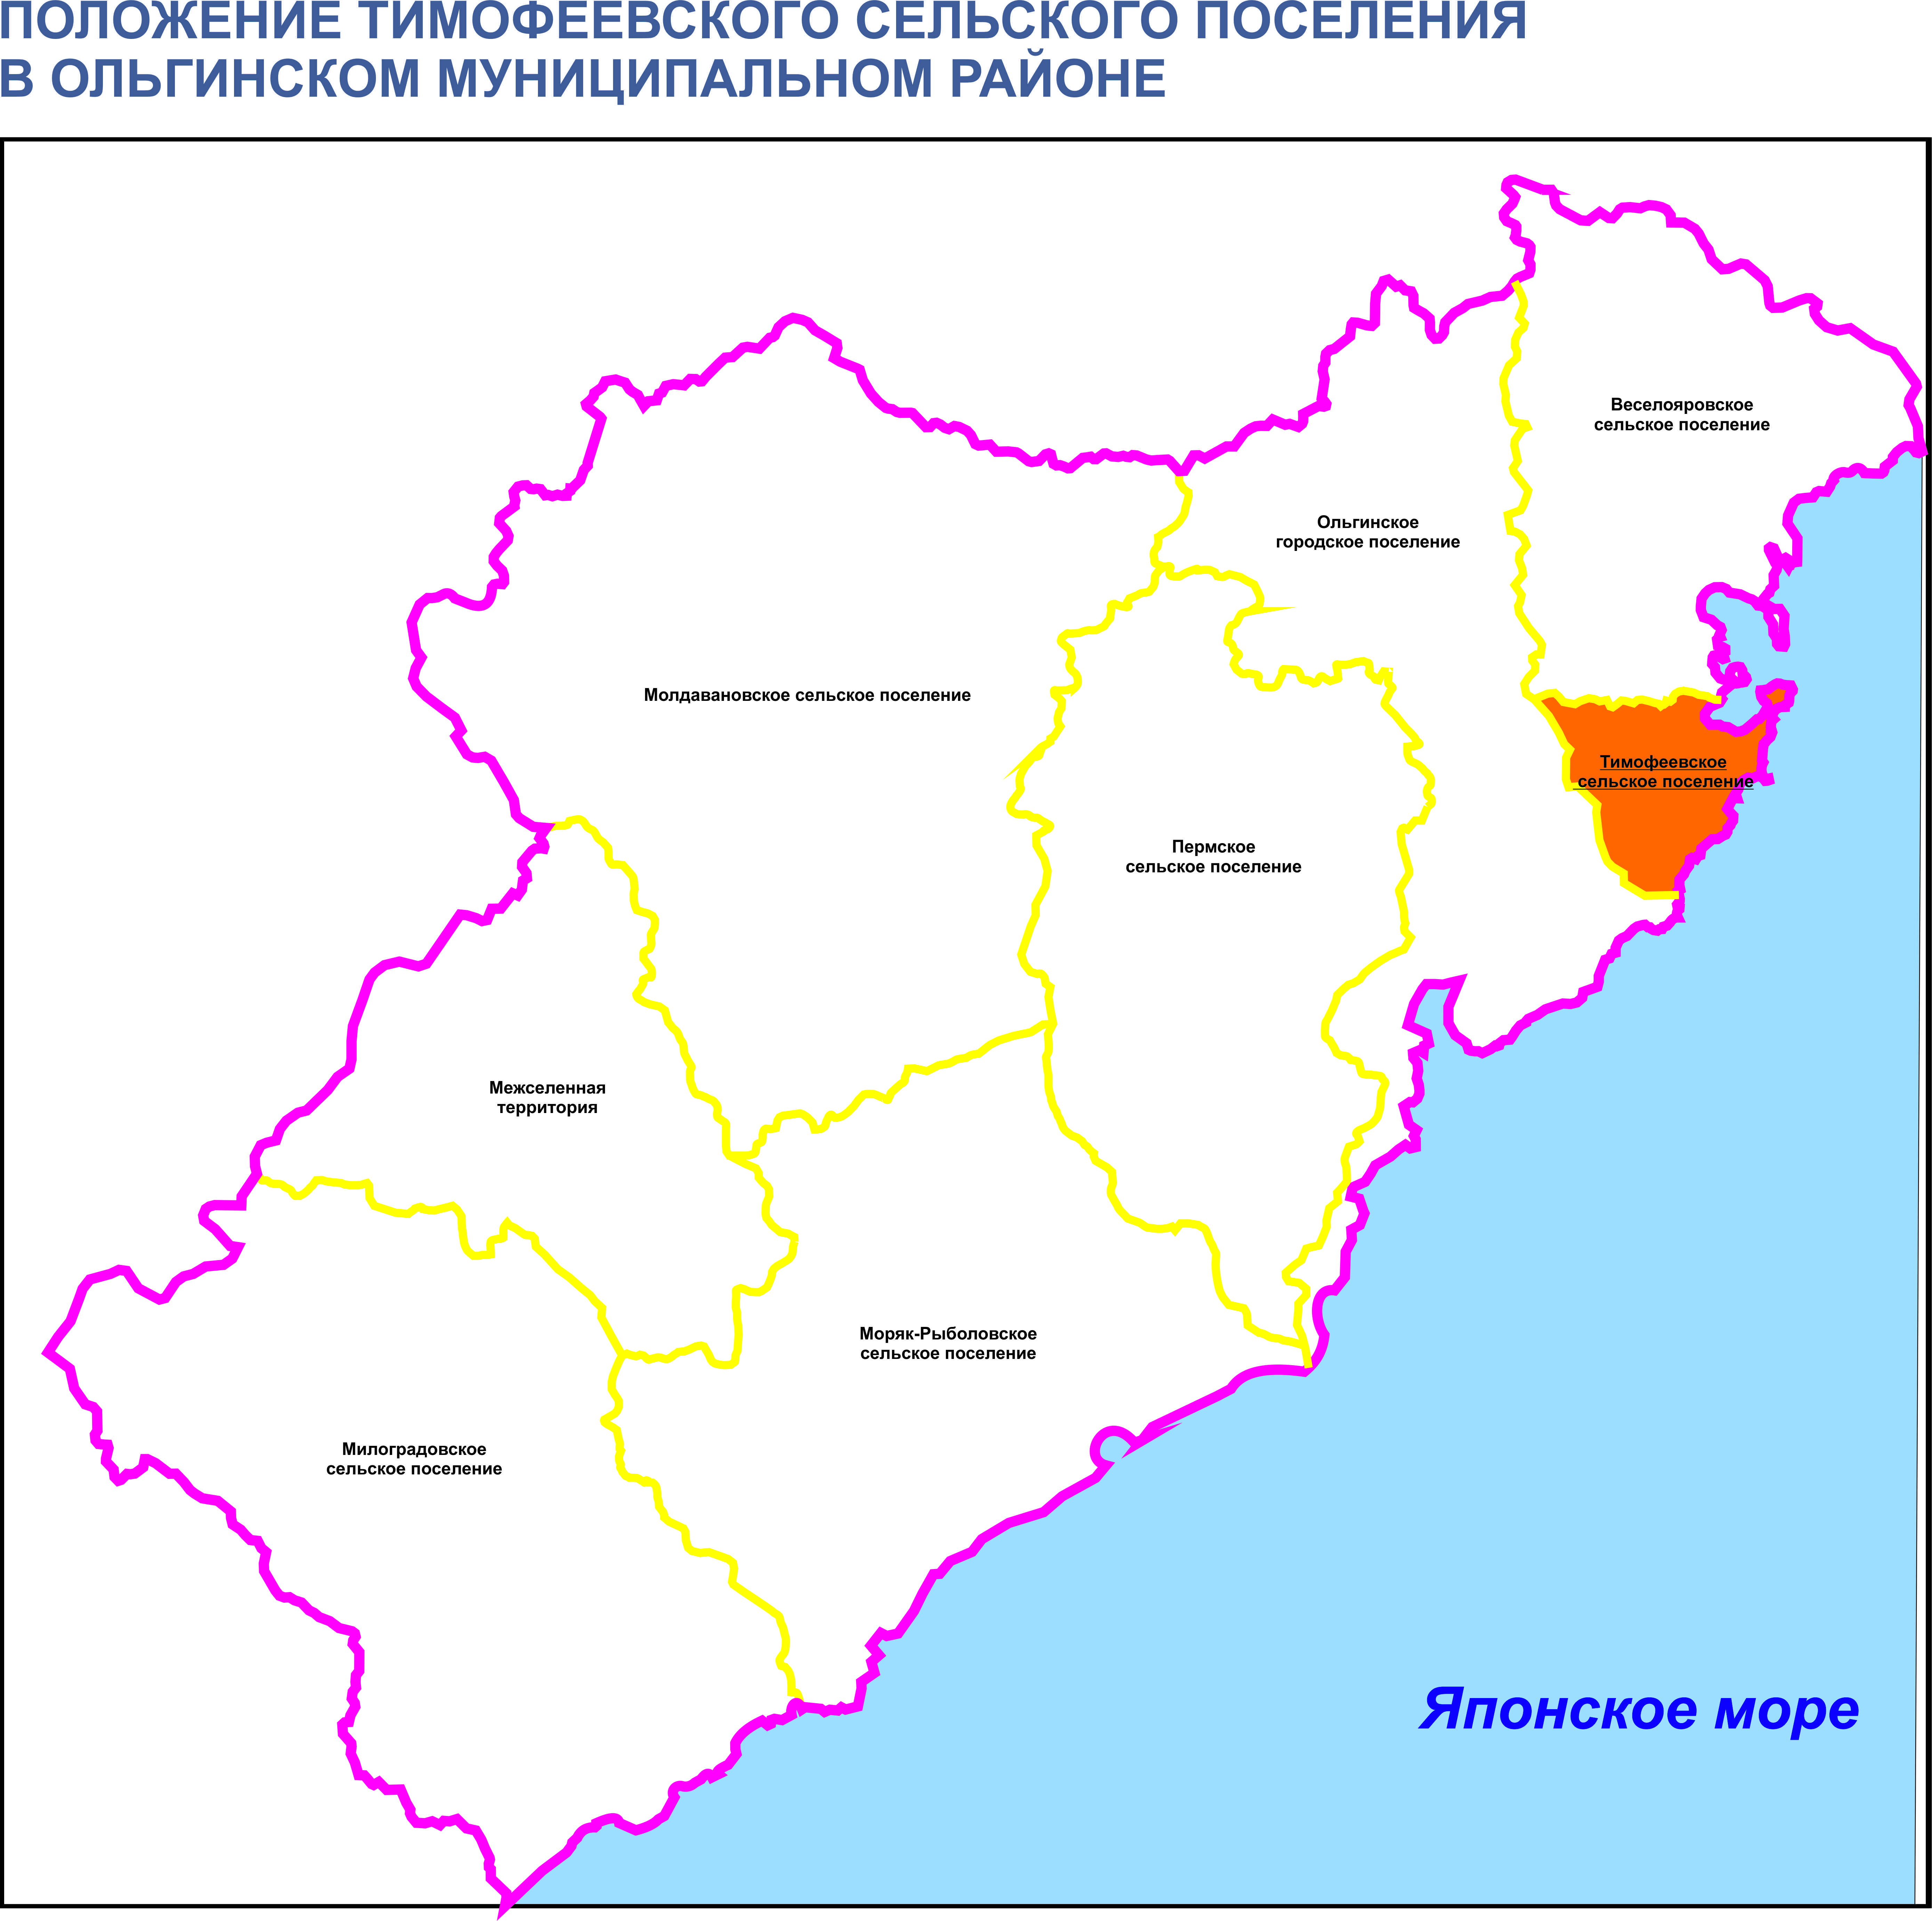 ПОЛОЖЕНИЕ ТИМОФЕЕВСКОГО СЕЛЬСКОГО ПОСЕЛЕНИЯ
В ОЛЬГИНСКОМ МУНИЦИПАЛЬНОМ РАЙОНЕ
Веселояровское
сельское поселение
Ольгинское
городское поселение
Молдавановское сельское поселение
Тимофеевское
сельское поселение
Пермское
сельское поселение
Межселенная
территория
Моряк-Рыболовское
сельское поселение
Милоградовское
сельское поселение
Японское море